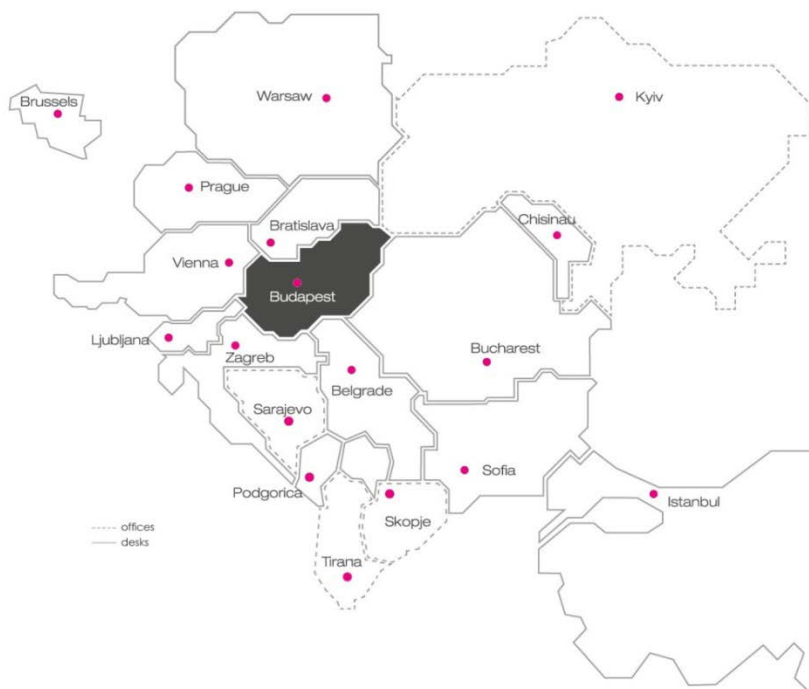 Warsaw
Kyiv
Brussels
Prague
Chisinau
Bratislava
Vienna
Budapest
Ljubljana
Zagreb
Bucharest
Belgrade
Sarajevo
Sofia
Podgorica
Istanbul
Skopje
offices
desks
Tirana